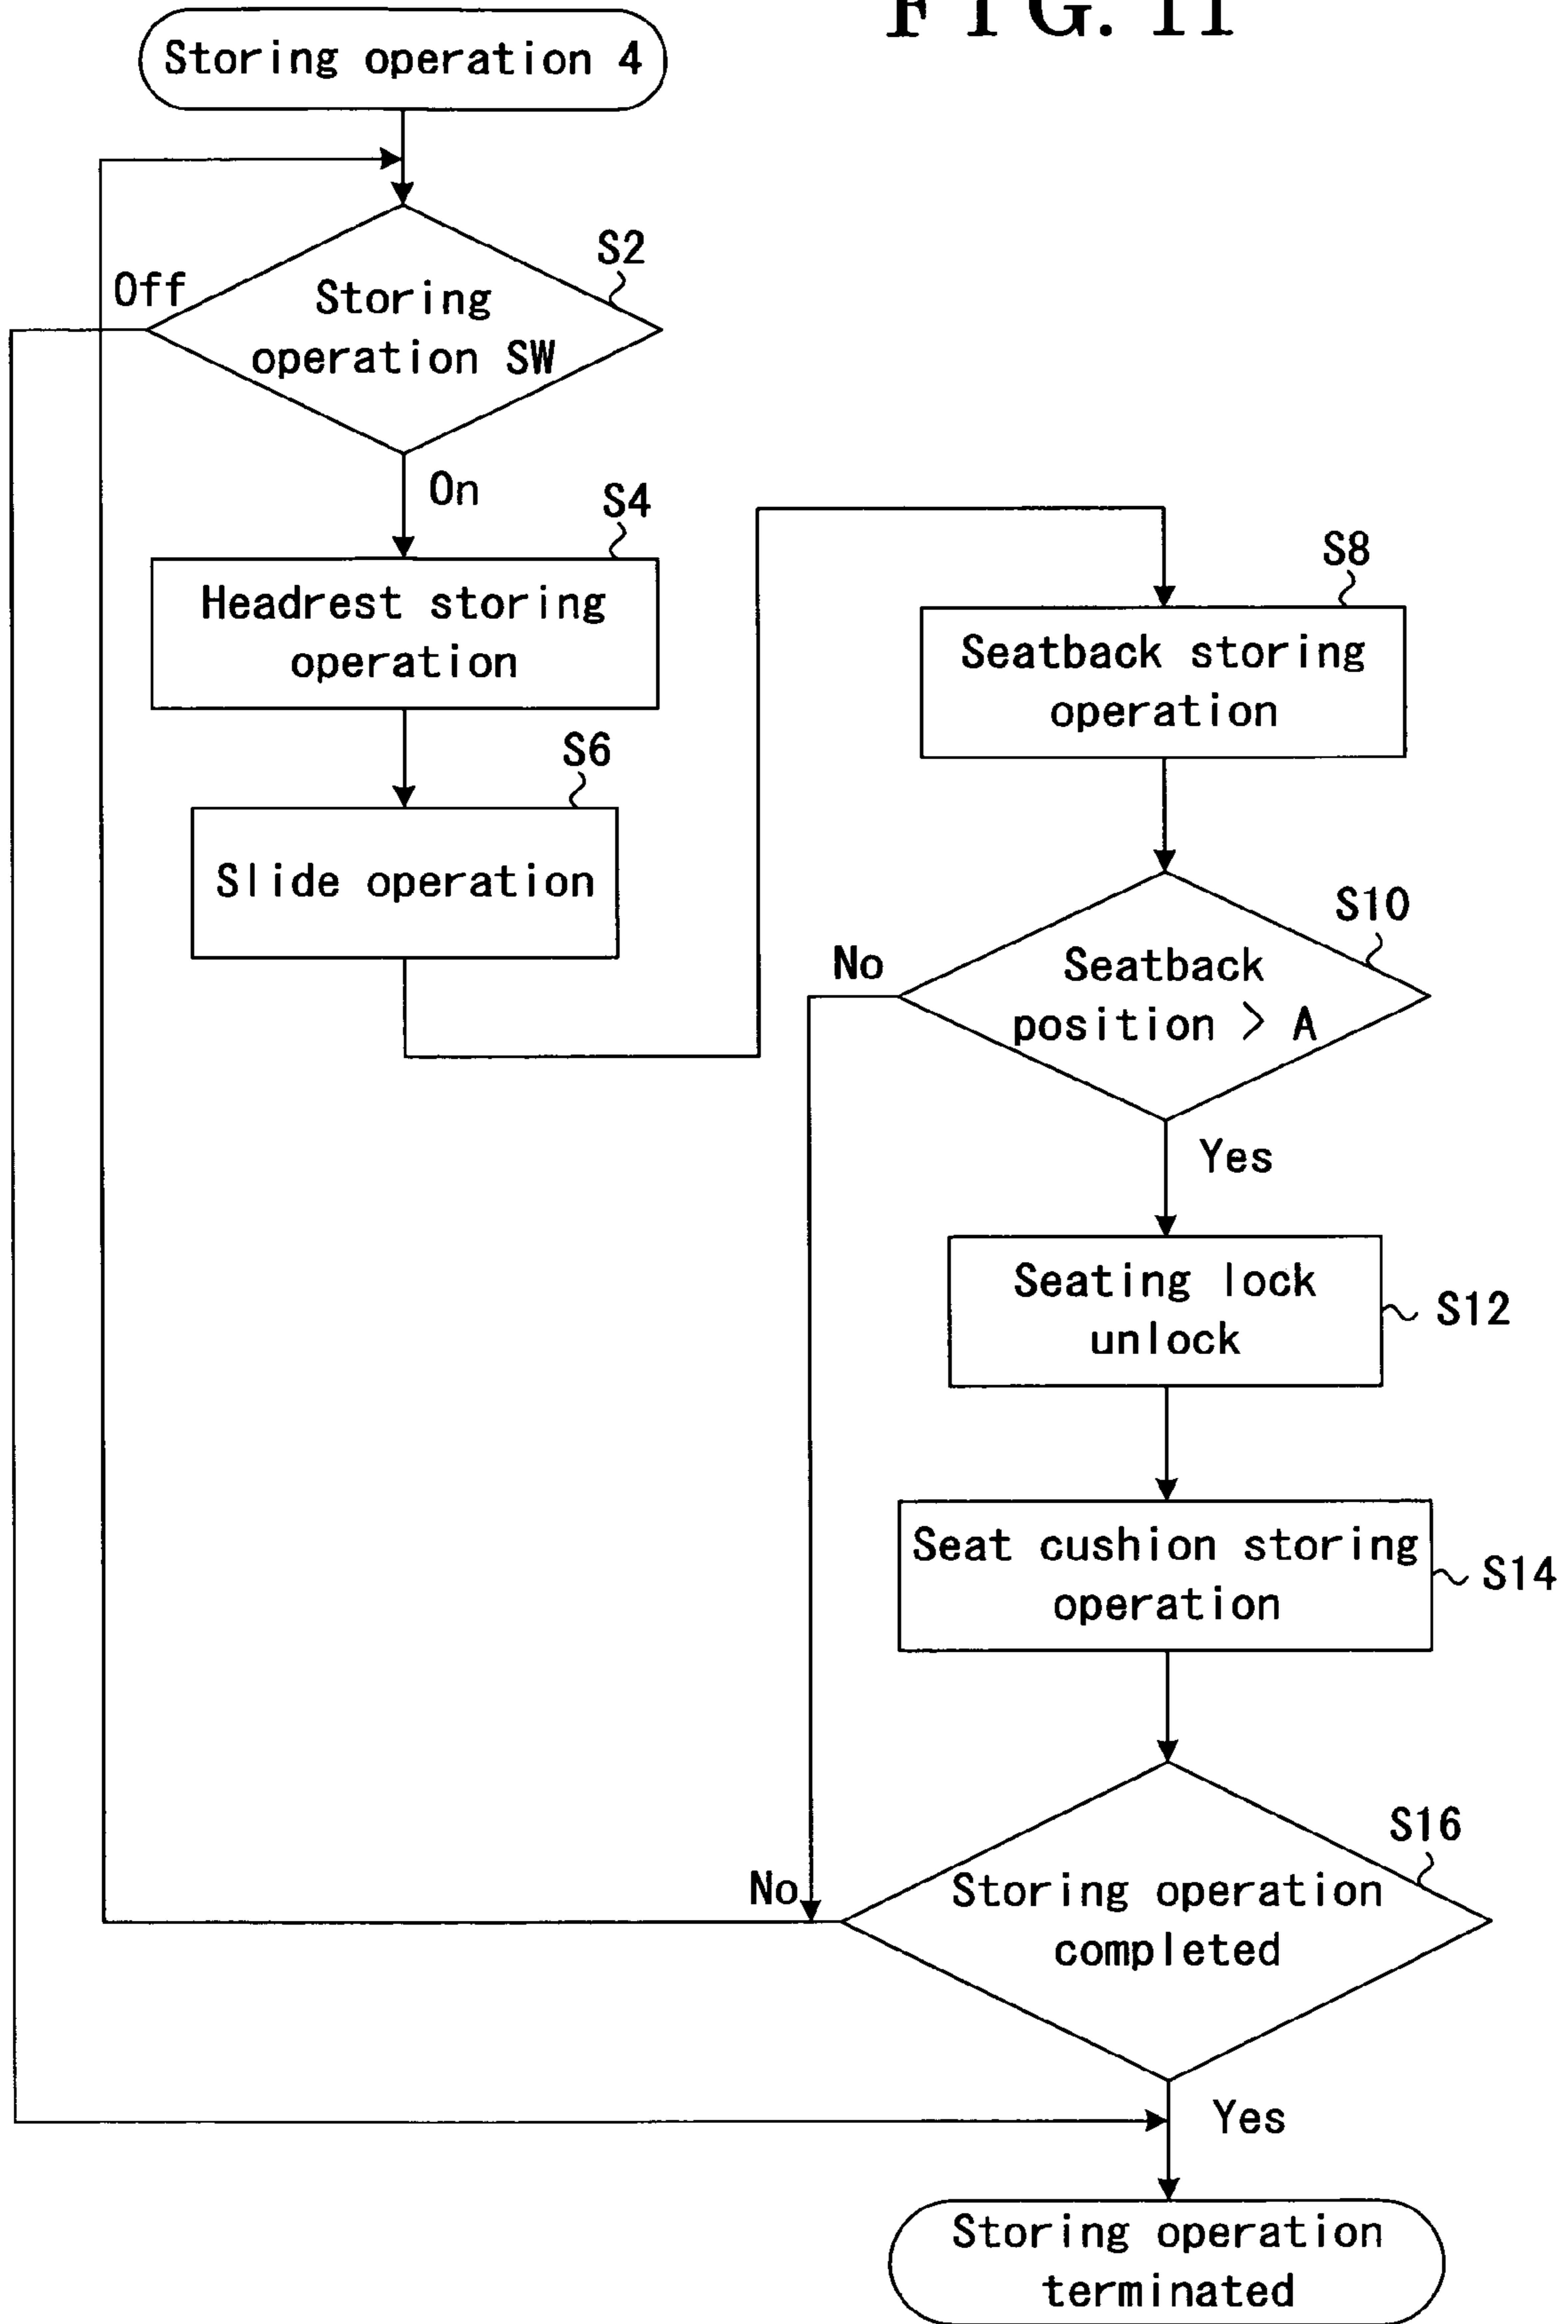 FIG. 11
Storing operation 4
S2
Off
Storing
operation SW
On
S4
Headrest storing
operation
S6
Slide operation
S8
Seatback storing
operation
S10
No
Seatback
position > A
Yes
Seating lock
unlock
S12
Seat cushion storing
operation
S14
S16
No
Storing operation
completed
Yes
Storing operation
terminated